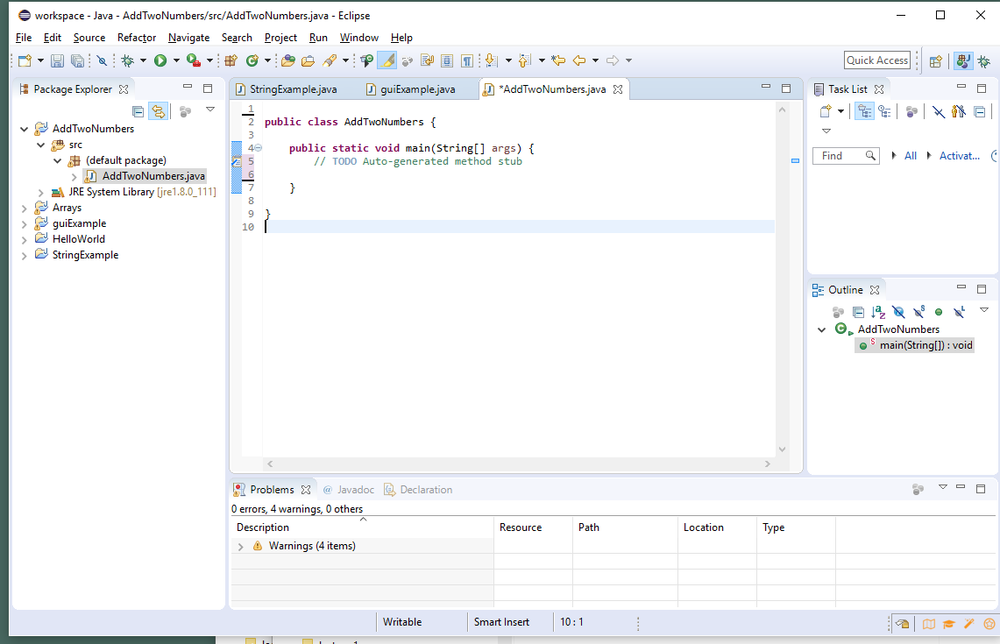 workspace - Java - AddTwoNumbers/src/AddTwoNumbers.java - Eclipse
File Edit Source Refactor Navigate Search Project Run Window Help
Quick Access
Package Explorer
AddTwoNumbers
src
(default package)
AddTwoNumbers.java
JRE System Library [jre1.8.0_111]
Arrays
guiExample
HelloWorld
StringExample
StringExample.java guiExample.java *AddTwoNumbers.java
1
2 public class AddTwoNumbers {
3
4 public static void main(String[] args) {
5 // TODO Auto-generated method stub
6
7 }
8
9 }
10
Task List
Find All Activat...
Outline
AddTwoNumbers
main(String[]) : void
Problems @ Javadoc Declaration
0 errors, 4 warnings, 0 others
Description Resource Path Location Type
Warnings (4 items)
Writable Smart Insert 10 : 1